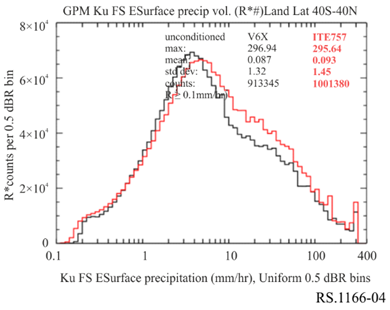 GPM Ku FS ESurface precip vol. (R*#)Land Lat 40S-40N
unconditioned V6X ITE757
max: 296.94 295.64
mean: 0.087 0.093
std dev: 1.32 1.45
counts: 913345 1001380
R≥ 0.1mm/hr
8×10⁴
6×10⁴
4×10⁴
2×10⁴
0
R*counts per 0.5 dBR bin
0.1 1 10 100 400
Ku FS ESurface precipitation (mm/hr), Uniform 0.5 dBR bins
RS.1166-04